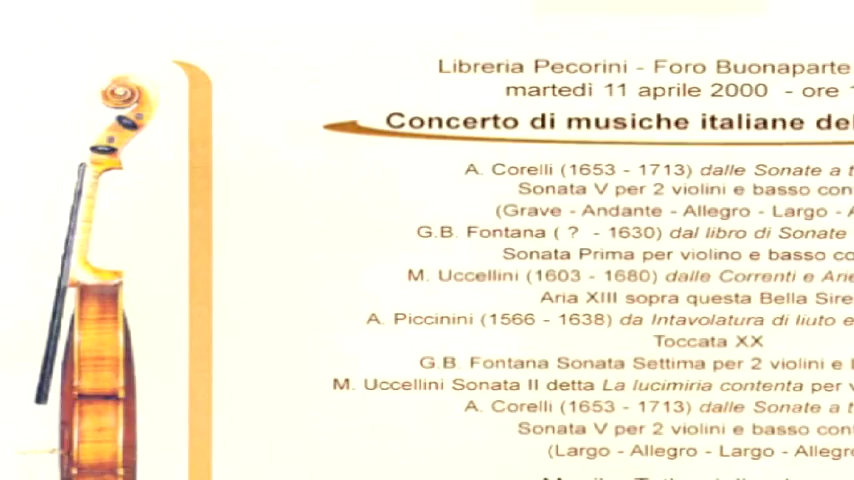 Libreria Pecorini - Foro Buonaparte
martedì 11 aprile 2000 - ore
Concerto di musiche italiane del
A. Corelli (1653 - 1713) dalle Sonate a
Sonata V per 2 violini e basso con
(Grave - Andante - Allegro - Largo -
G.B. Fontana ( ? - 1630) dal libro di Sonate
Sonata Prima per violino e basso co
M. Uccellini (1603 - 1680) dalle Correnti e Arie
Aria XIII sopra questa Bella Sire
A. Piccinini (1566 - 1638) da Intavolatura di liuto e
Toccata XX
G.B. Fontana Sonata Settima per 2 violini e
M. Uccellini Sonata II detta La lucimiria contenta per
A. Corelli (1653 - 1713) dalle Sonate a
Sonata V per 2 violini e basso con
(Largo - Allegro - Largo - Allegro